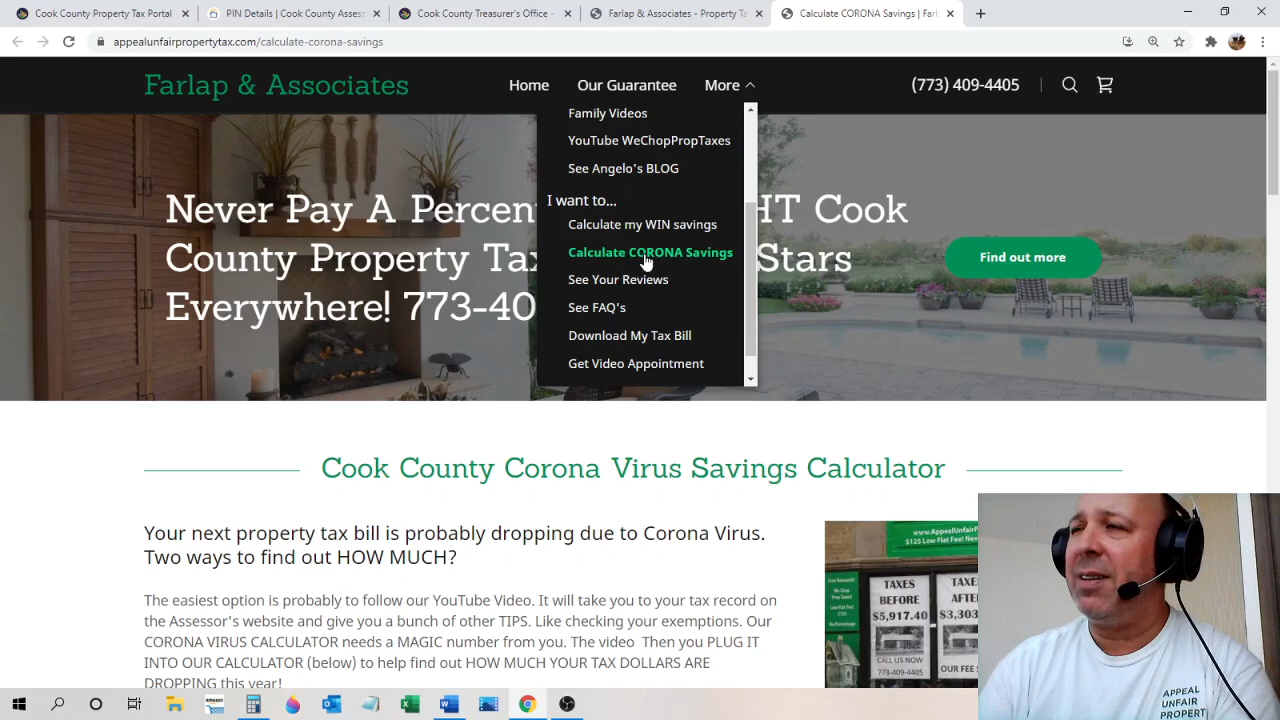 Cook County Property Tax Portal
PIN Details | Cook County Assess
Cook County Treasurer's Office -
Farlap & Associates - Property Ta
Calculate CORONA Savings | Farl
appealunfairpropertytax.com/calculate-corona-savings
Farlap & Associates
Home
Our Guarantee
More
(773) 409-4405
Family Videos
YouTube WeChopPropTaxes
See Angelo's BLOG
I want to...
Calculate my WIN savings
Calculate CORONA Savings
See Your Reviews
See FAQ's
Download My Tax Bill
Get Video Appointment
Never Pay A Percen HT Cook
County Property Tax Stars
Everywhere! 773-40
Find out more
Cook County Corona Virus Savings Calculator
Your next property tax bill is probably dropping due to Corona Virus.
Two ways to find out HOW MUCH?
The easiest option is probably to follow our YouTube Video. It will take you to your tax record on
the Assessor's website and give you a bunch of other TIPS. Like checking your exemptions. Our
CORONA VIRUS CALCULATOR needs a MAGIC number from you. The video Then you PLUG IT
INTO OUR CALCULATOR (below) to help find out HOW MUCH YOUR TAX DOLLARS ARE
DROPPING this year!
www.AppealUnfairP
$125 Low Flat Feel Nev
TAXES
BEFORE
$5,917.40
CALL US NOW
773-409-4405
TAXE
AFTE
$3,303
OUR FEE S
amazon
APPEAL
UNFAIR
PROPERT